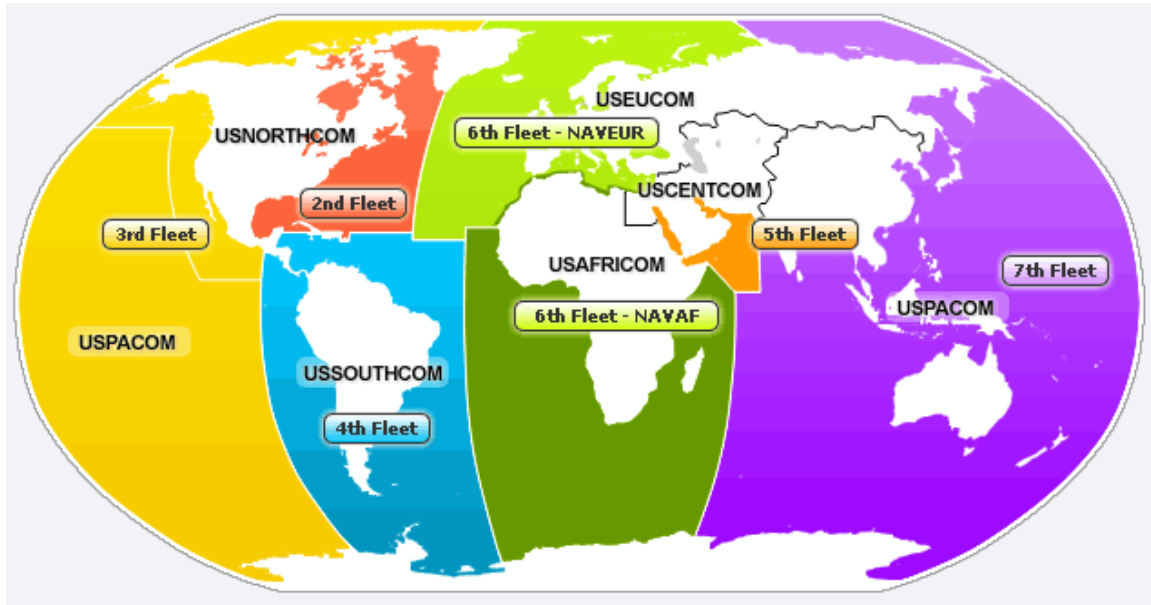 USEUCOM
USNORTHCOM
6th Fleet - NAVEUR
USCENTCOM
2nd Fleet
3rd Fleet
5th Fleet
USAFRICOM
7th Fleet
USPACOM
6th Fleet - NAVAF
USPACOM
USSOUTHCOM
4th Fleet